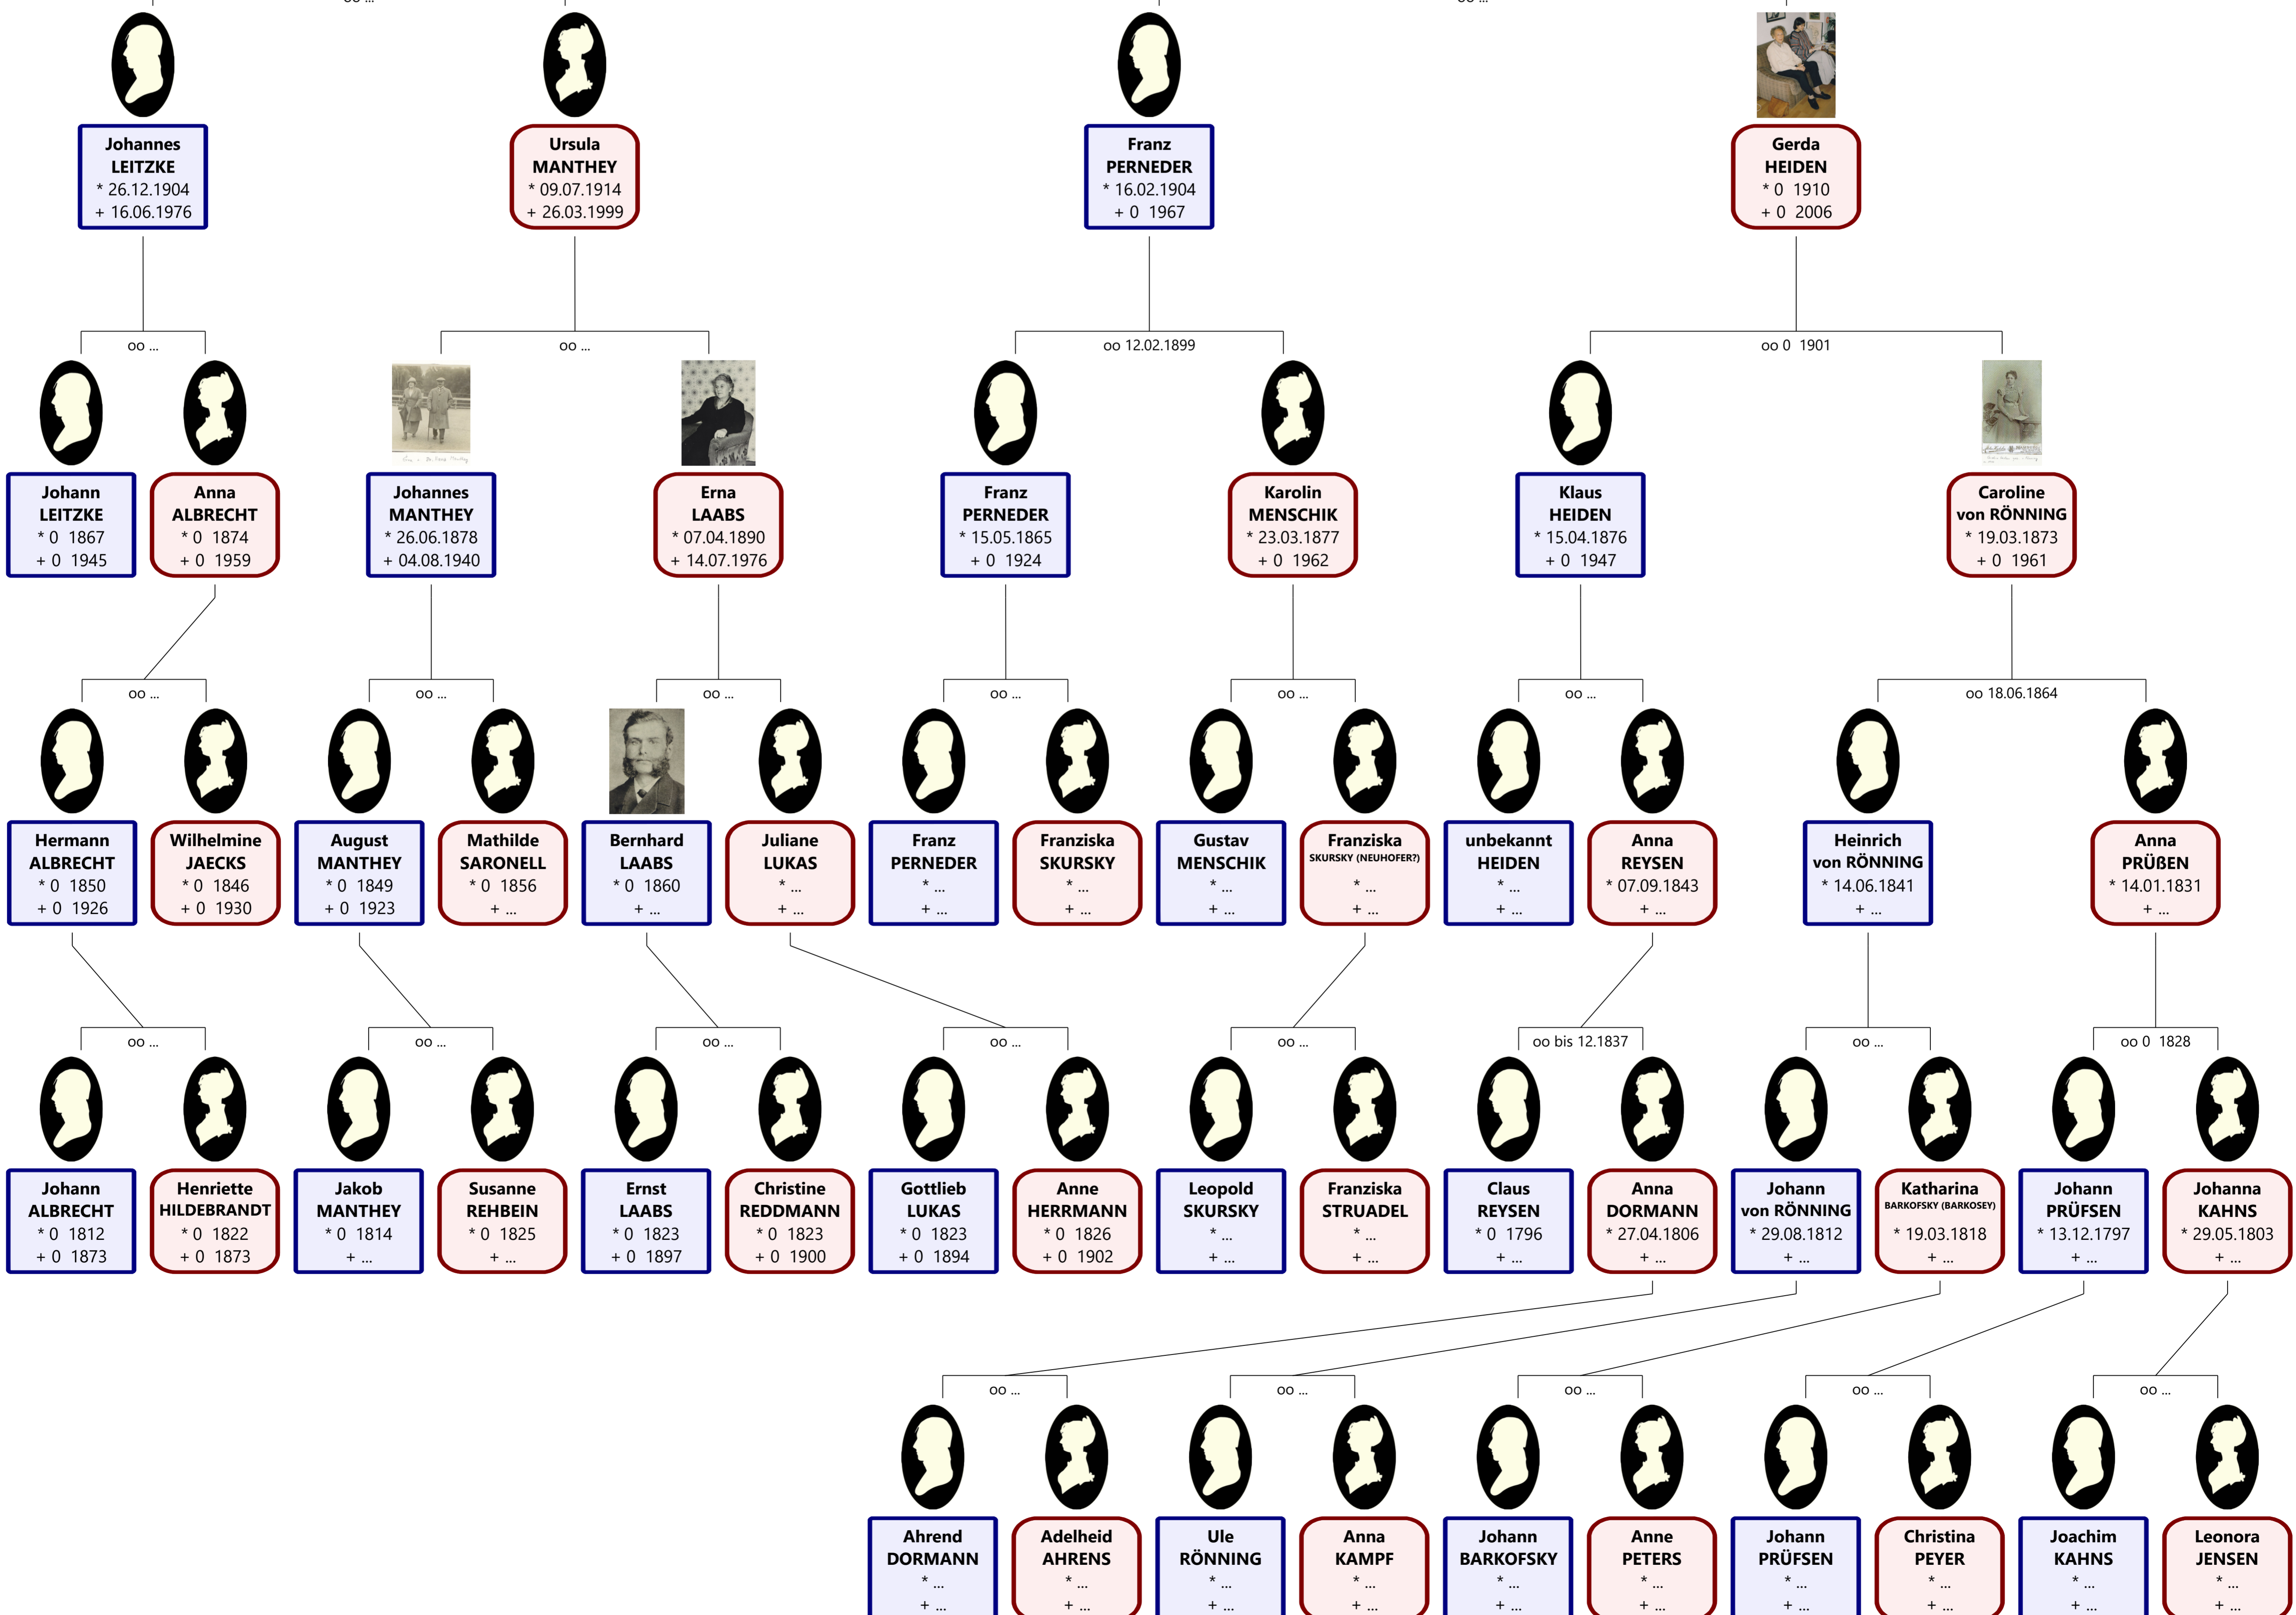 oo ...
oo ...
Johannes
LEITZKE
* 26.12.1904
+ 16.06.1976
Ursula
MANTHEY
* 09.07.1914
+ 26.03.1999
Franz
PERNEDER
* 16.02.1904
+ 0 1967
Gerda
HEIDEN
* 0 1910
+ 0 2006
oo ...
oo ...
oo 12.02.1899
oo 0 1901
Johann
LEITZKE
* 0 1867
+ 0 1945
Anna
ALBRECHT
* 0 1874
+ 0 1959
Johannes
MANTHEY
* 26.06.1878
+ 04.08.1940
Erna
LAABS
* 07.04.1890
+ 14.07.1976
Franz
PERNEDER
* 15.05.1865
+ 0 1924
Karolin
MENSCHIK
* 23.03.1877
+ 0 1962
Klaus
HEIDEN
* 15.04.1876
+ 0 1947
Caroline
von RÖNNING
* 19.03.1873
+ 0 1961
oo ...
oo ...
oo ...
oo ...
oo ...
oo ...
oo 18.06.1864
Hermann
ALBRECHT
* 0 1850
+ 0 1926
Wilhelmine
JAECKS
* 0 1846
+ 0 1930
August
MANTHEY
* 0 1849
+ 0 1923
Mathilde
SARONELL
* 0 1856
+ ...
Bernhard
LAABS
* 0 1860
+ ...
Juliane
LUKAS
* ...
+ ...
Franz
PERNEDER
* ...
+ ...
Franziska
SKURSKY
* ...
+ ...
Gustav
MENSCHIK
* ...
+ ...
Franziska
SKURSKY (NEUHOFER?)
* ...
+ ...
unbekannt
HEIDEN
* ...
+ ...
Anna
REYSEN
* 07.09.1843
+ ...
Heinrich
von RÖNNING
* 14.06.1841
+ ...
Anna
PRÜßEN
* 14.01.1831
+ ...
oo ...
oo ...
oo ...
oo ...
oo ...
oo bis 12.1837
oo ...
oo 0 1828
Johann
ALBRECHT
* 0 1812
+ 0 1873
Henriette
HILDEBRANDT
* 0 1822
+ 0 1873
Jakob
MANTHEY
* 0 1814
+ ...
Susanne
REHBEIN
* 0 1825
+ ...
Ernst
LAABS
* 0 1823
+ 0 1897
Christine
REDDMANN
* 0 1823
+ 0 1900
Gottlieb
LUKAS
* 0 1823
+ 0 1894
Anne
HERRMANN
* 0 1826
+ 0 1902
Leopold
SKURSKY
* ...
+ ...
Franziska
STRUADEL
* ...
+ ...
Claus
REYSEN
* 0 1796
+ ...
Anna
DORMANN
* 27.04.1806
+ ...
Johann
von RÖNNING
* 29.08.1812
+ ...
Katharina
BARKOFSKY (BARKOSEY)
* 19.03.1818
+ ...
Johann
PRÜFSEN
* 13.12.1797
+ ...
Johanna
KAHNS
* 29.05.1803
+ ...
oo ...
oo ...
oo ...
oo ...
oo ...
Ahrend
DORMANN
* ...
+ ...
Adelheid
AHRENS
* ...
+ ...
Ule
RÖNNING
* ...
+ ...
Anna
KAMPF
* ...
+ ...
Johann
BARKOFSKY
* ...
+ ...
Anne
PETERS
* ...
+ ...
Johann
PRÜFSEN
* ...
+ ...
Christina
PEYER
* ...
+ ...
Joachim
KAHNS
* ...
+ ...
Leonora
JENSEN
* ...
+ ...